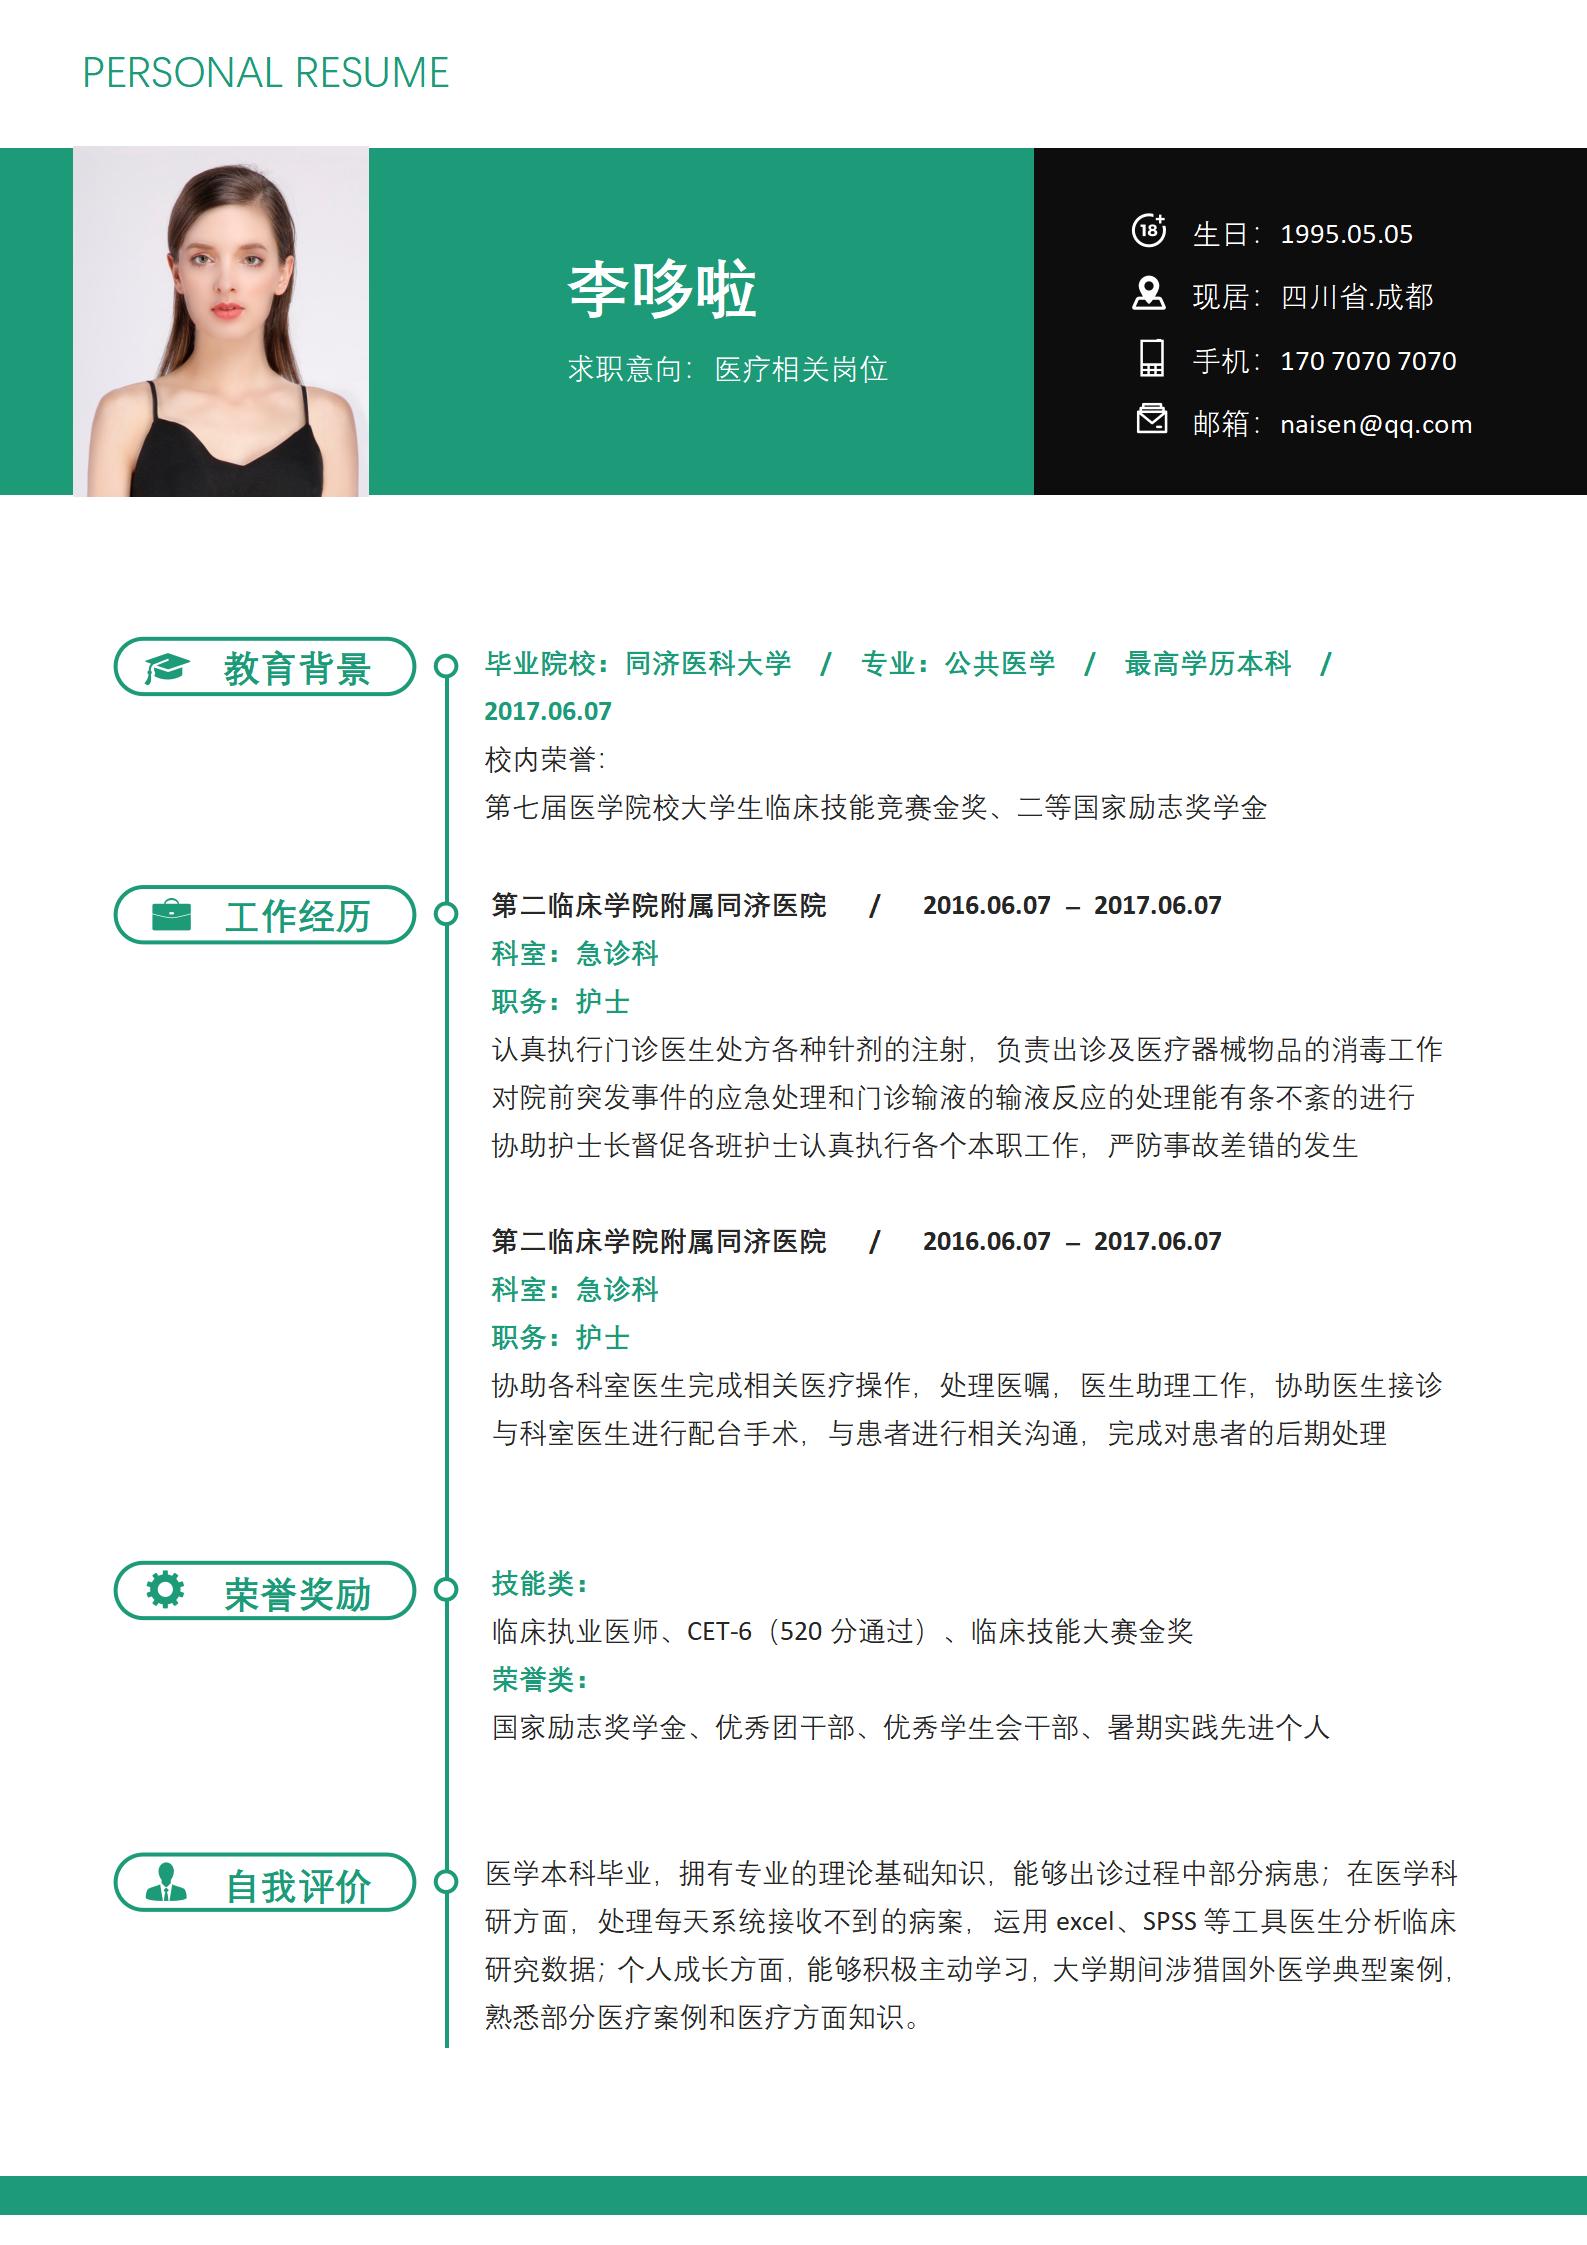 PERSONAL RESUME
李哆啦
求职意向：医疗相关岗位
18+
生日：1995.05.05
现居：四川省.成都
手机：170 7070 7070
邮箱：naisen@qq.com
教育背景
毕业院校：同济医科大学 / 专业：公共医学 / 最高学历本科 /
2017.06.07
校内荣誉：
第七届医学院校大学生临床技能竞赛金奖、二等国家励志奖学金
工作经历
第二临床学院附属同济医院 / 2016.06.07 – 2017.06.07
科室：急诊科
职务：护士
认真执行门诊医生处方各种针剂的注射，负责出诊及医疗器械物品的消毒工作
对院前突发事件的应急处理和门诊输液的输液反应的处理能有条不紊的进行
协助护士长督促各班护士认真执行各个本职工作，严防事故差错的发生
第二临床学院附属同济医院 / 2016.06.07 – 2017.06.07
科室：急诊科
职务：护士
协助各科室医生完成相关医疗操作，处理医嘱，医生助理工作，协助医生接诊
与科室医生进行配台手术，与患者进行相关沟通，完成对患者的后期处理
荣誉奖励
技能类：
临床执业医师、CET-6（520 分通过）、临床技能大赛金奖
荣誉类：
国家励志奖学金、优秀团干部、优秀学生会干部、暑期实践先进个人
自我评价
医学本科毕业，拥有专业的理论基础知识，能够出诊过程中部分病患；在医学科
研方面，处理每天系统接收不到的病案，运用 excel、SPSS 等工具医生分析临床
研究数据；个人成长方面，能够积极主动学习，大学期间涉猎国外医学典型案例，
熟悉部分医疗案例和医疗方面知识。